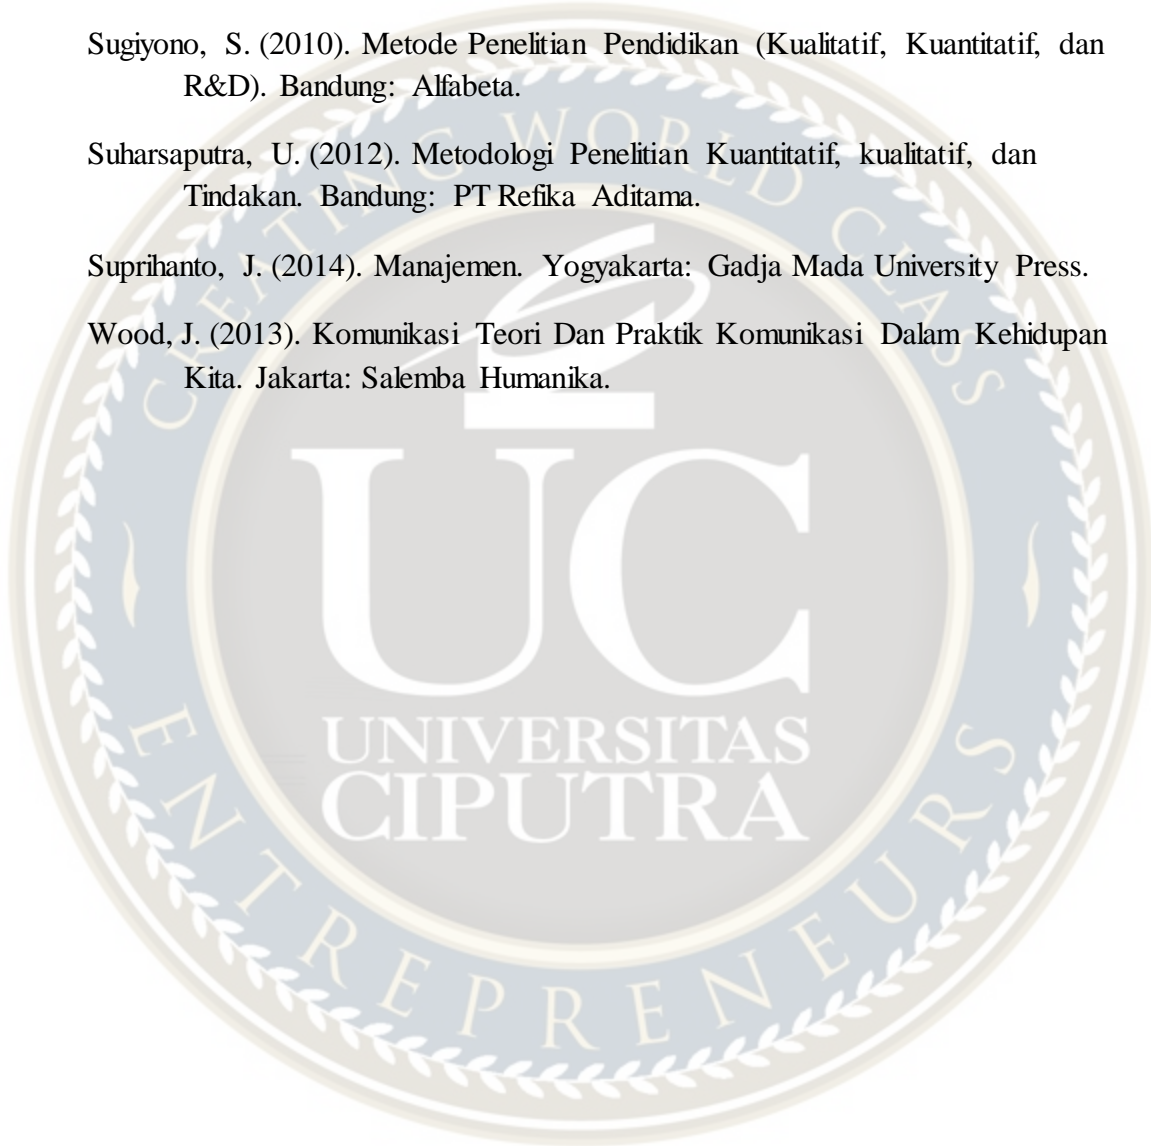 Sugiyono, S. (2010). Metode Penelitian Pendidikan (Kualitatif, Kuantitatif, dan
R&D). Bandung: Alfabeta.
Suharsaputra, U. (2012). Metodologi Penelitian Kuantitatif, kualitatif, dan
Tindakan. Bandung: PT Refika Aditama.
Suprihanto, J. (2014). Manajemen. Yogyakarta: Gadja Mada University Press.
Wood, J. (2013). Komunikasi Teori Dan Praktik Komunikasi Dalam Kehidupan
Kita. Jakarta: Salemba Humanika.
CREATING WORLD CLASS
UC
UNIVERSITAS
CIPUTRA
ENTREPRENEURS